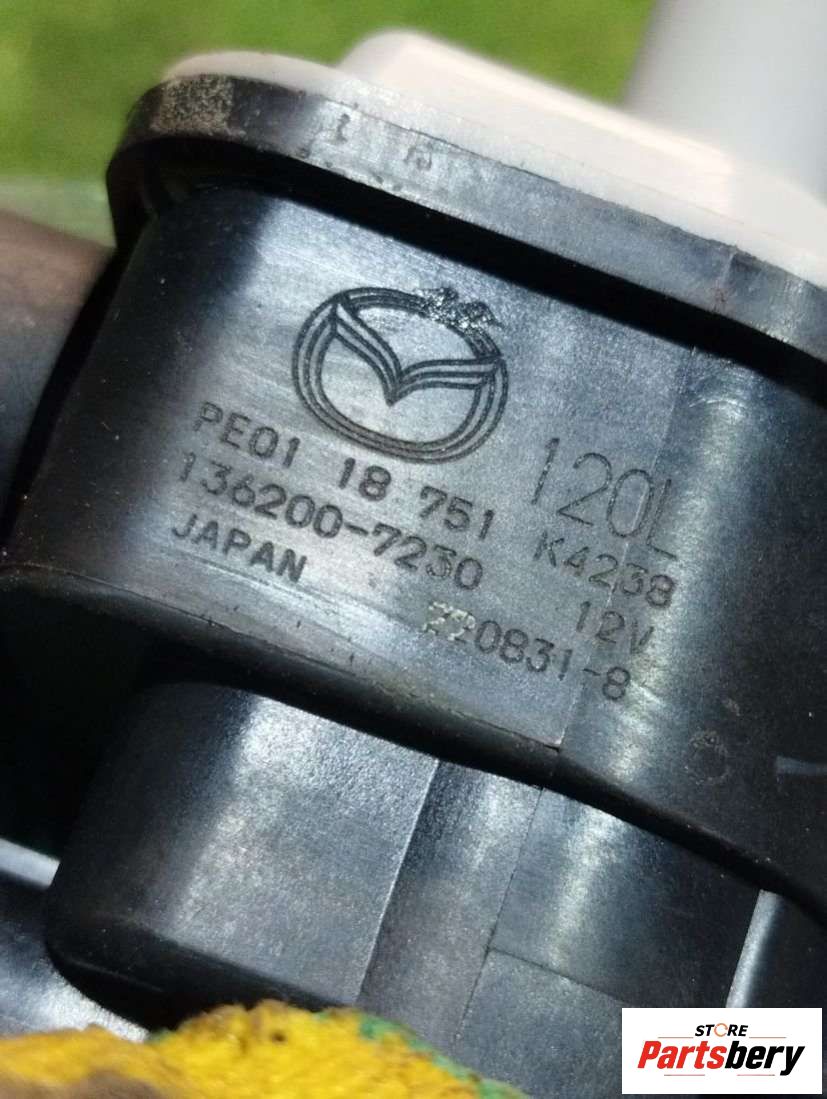 120L
PE01 18 751 K4238
136200-7230 12V
JAPAN 220831-8
STORE
Partsbery